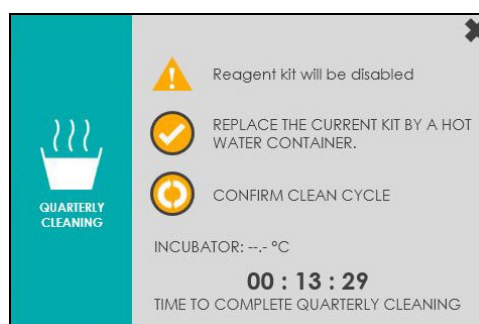 Reagent kit will be disabled
REPLACE THE CURRENT KIT BY A HOT
WATER CONTAINER.
QUARTERLY
CLEANING
CONFIRM CLEAN CYCLE
INCUBATOR: --.- ºC
00 : 13 : 29
TIME TO COMPLETE QUARTERLY CLEANING